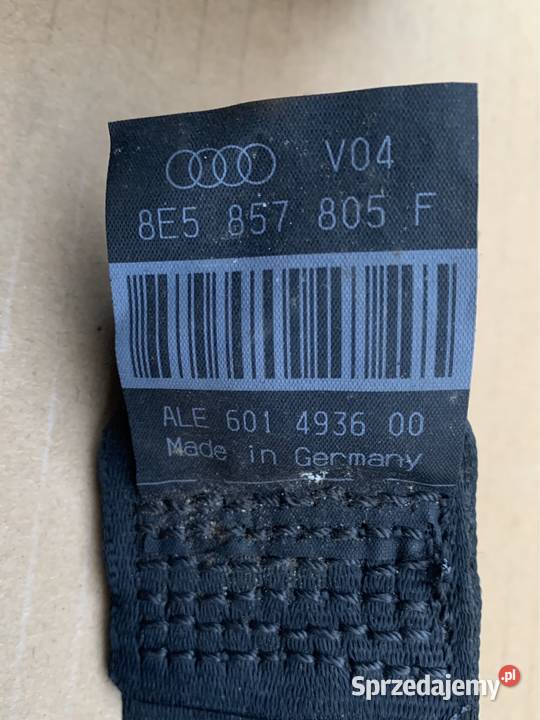 V04
8E5 857 805 F
ALE 601 4936 00
Made in Germany
Sprzedajemy.pl